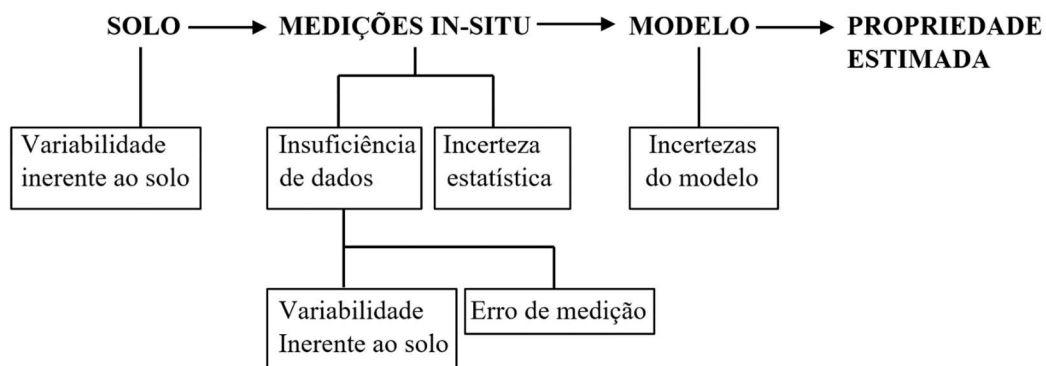 SOLO MEDIÇÕES IN-SITU MODELO PROPRIEDADE
ESTIMADA
Variabilidade
inerente ao solo
Insuficiência
de dados
Incerteza
estatística
Incertezas
do modelo
Variabilidade
Inerente ao solo
Erro de medição